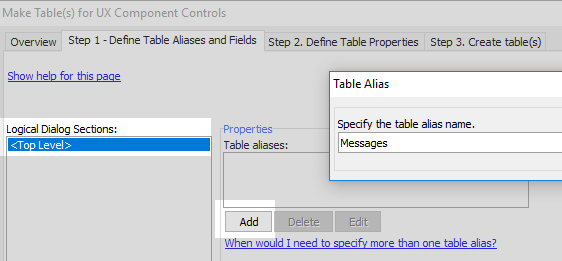 Make Table(s) for UX Component Controls
Overview Step 1 - Define Table Aliases and Fields Step 2. Define Table Properties Step 3. Create table(s)
Show help for this page
Table Alias
Logical Dialog Sections:
<Top Level>
Properties
Table aliases:
Specify the table alias name.
Messages
Add Delete Edit
When would I need to specify more than one table alias?